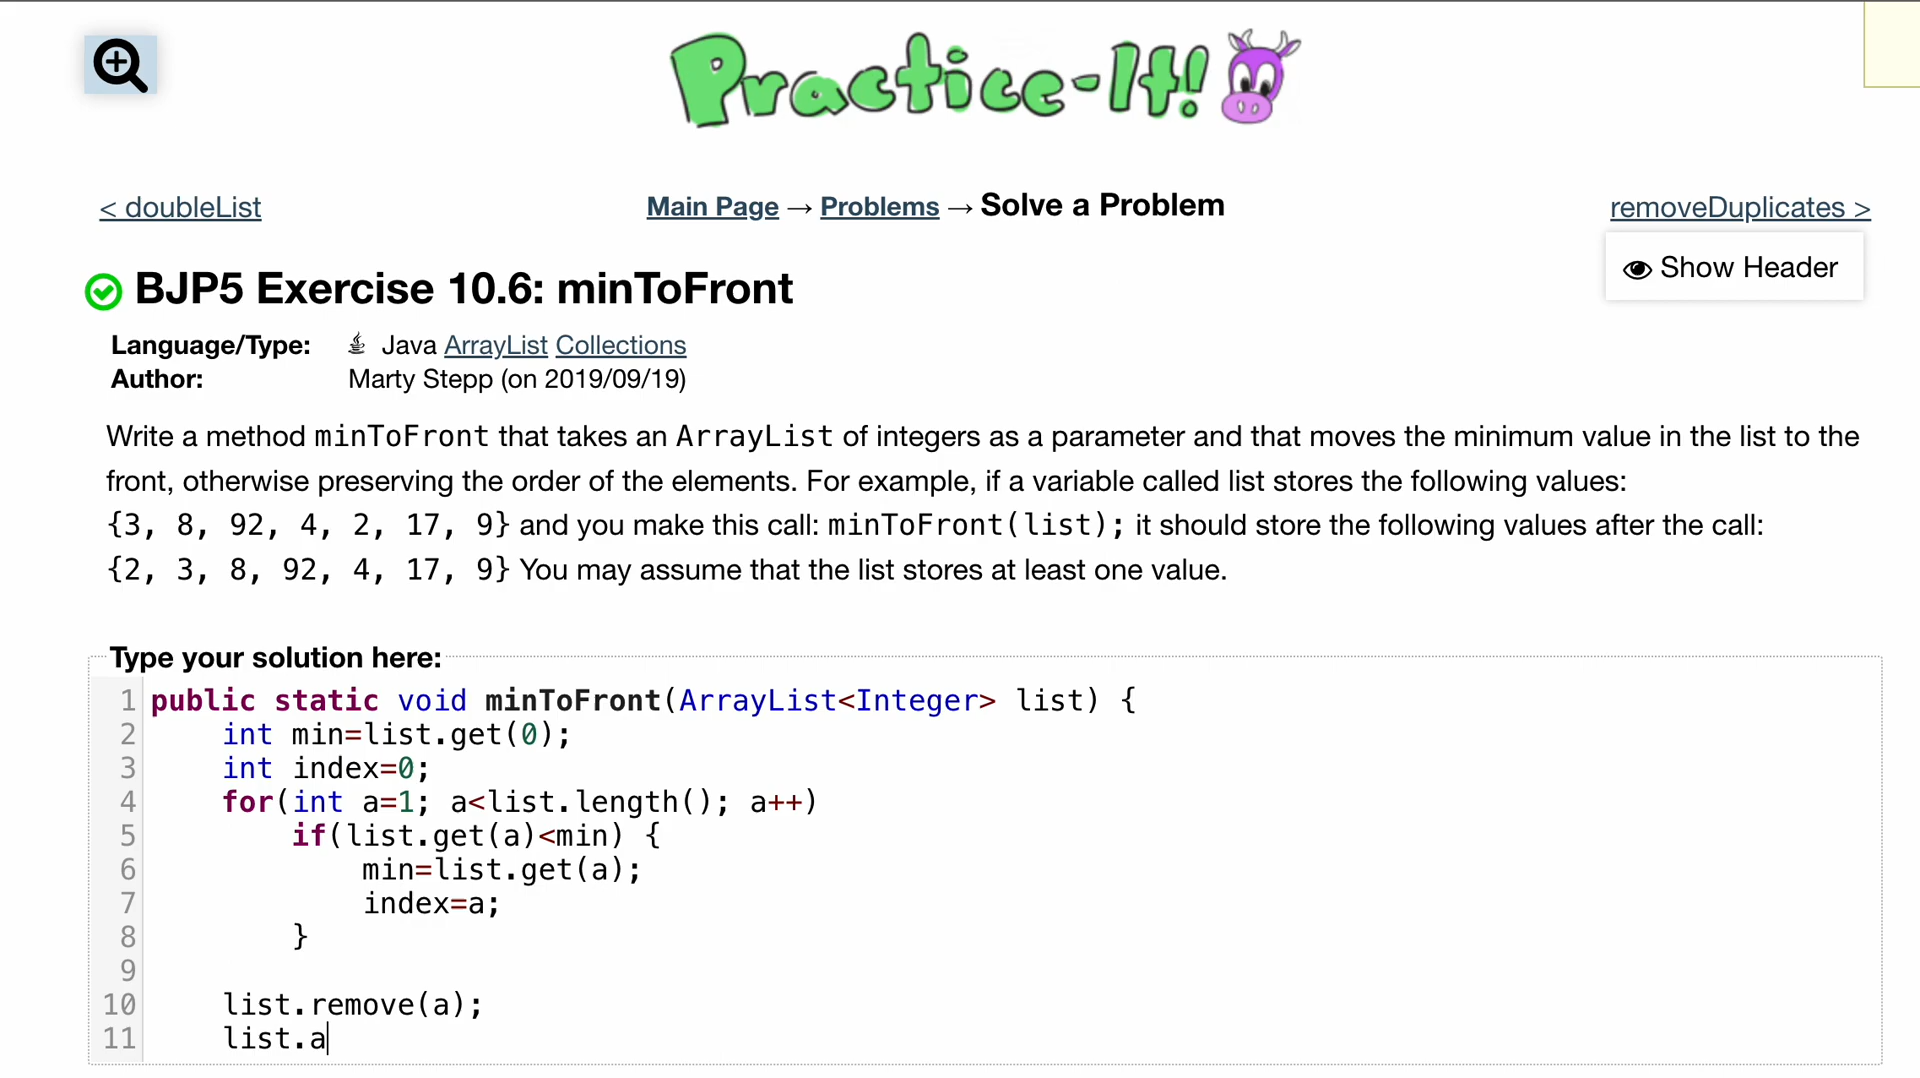 Practice-It!
< doubleList
Main Page → Problems → Solve a Problem
removeDuplicates >
Show Header
BJP5 Exercise 10.6: minToFront
Language/Type: Java ArrayList Collections
Author: Marty Stepp (on 2019/09/19)
Write a method minToFront that takes an ArrayList of integers as a parameter and that moves the minimum value in the list to the
front, otherwise preserving the order of the elements. For example, if a variable called list stores the following values:
{3, 8, 92, 4, 2, 17, 9} and you make this call: minToFront(list); it should store the following values after the call:
{2, 3, 8, 92, 4, 17, 9} You may assume that the list stores at least one value.
Type your solution here:
1 public static void minToFront(ArrayList<Integer> list) {
2     int min=list.get(0);
3     int index=0;
4     for(int a=1; a<list.length(); a++)
5         if(list.get(a)<min) {
6             min=list.get(a);
7             index=a;
8         }
9
10     list.remove(a);
11     list.a